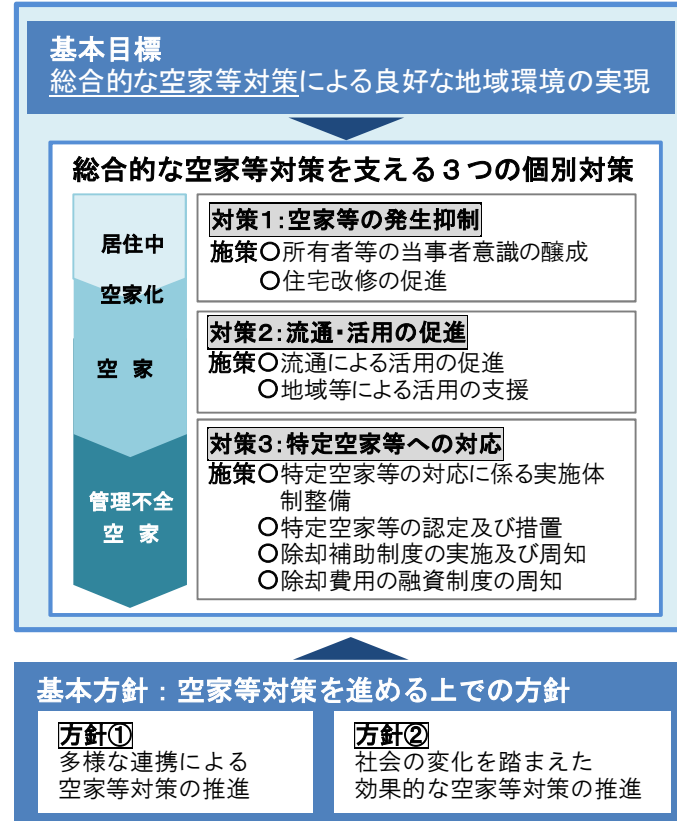 基本目標
総合的な空家等対策による良好な地域環境の実現
総合的な空家等対策を支える３つの個別対策
居住中
空家化
空 家
管理不全
空 家
対策1：空家等の発生抑制
施策〇所有者等の当事者意識の醸成
〇住宅改修の促進
対策2：流通・活用の促進
施策〇流通による活用の促進
〇地域等による活用の支援
対策3：特定空家等への対応
施策〇特定空家等の対応に係る実施体
制整備
〇特定空家等の認定及び措置
〇除却補助制度の実施及び周知
〇除却費用の融資制度の周知
基本方針：空家等対策を進める上での方針
方針①
多様な連携による
空家等対策の推進
方針②
社会の変化を踏まえた
効果的な空家等対策の推進